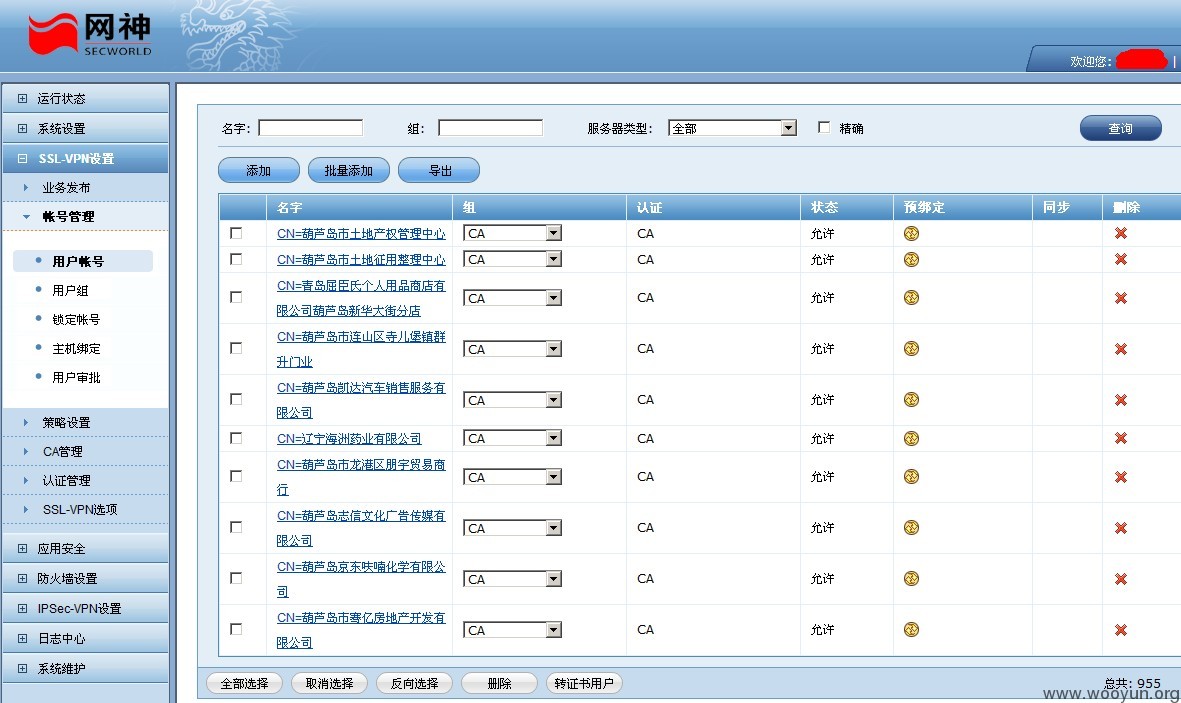 网神
SECWORLD
欢迎您:
运行状态
系统设置
SSL-VPN设置
业务发布
帐号管理
用户帐号
用户组
锁定帐号
主机绑定
用户审批
策略设置
CA管理
认证管理
SSL-VPN选项
应用安全
防火墙设置
IPSec-VPN设置
日志中心
系统维护
名字: 组: 服务器类型: 全部 精确 查询
添加 批量添加 导出
名字 组 认证 状态 预绑定 同步 删除
CN=葫芦岛市土地产权管理中心 CA CA 允许
CN=葫芦岛市土地征用整理中心 CA CA 允许
CN=青岛屈臣氏个人用品商店有
限公司葫芦岛新华大街分店 CA CA 允许
CN=葫芦岛市连山区寺儿堡镇群
升门业 CA CA 允许
CN=葫芦岛凯达汽车销售服务有
限公司 CA CA 允许
CN=辽宁海洲药业有限公司 CA CA 允许
CN=葫芦岛市龙港区朋宇贸易商
行 CA CA 允许
CN=葫芦岛志信文化广告传媒有
限公司 CA CA 允许
CN=葫芦岛京东呋喃化学有限公
司 CA CA 允许
CN=葫芦岛市骞亿房地产开发有
限公司 CA CA 允许
全部选择 取消选择 反向选择 删除 转证书用户 总共: 955
www.wooyun.org